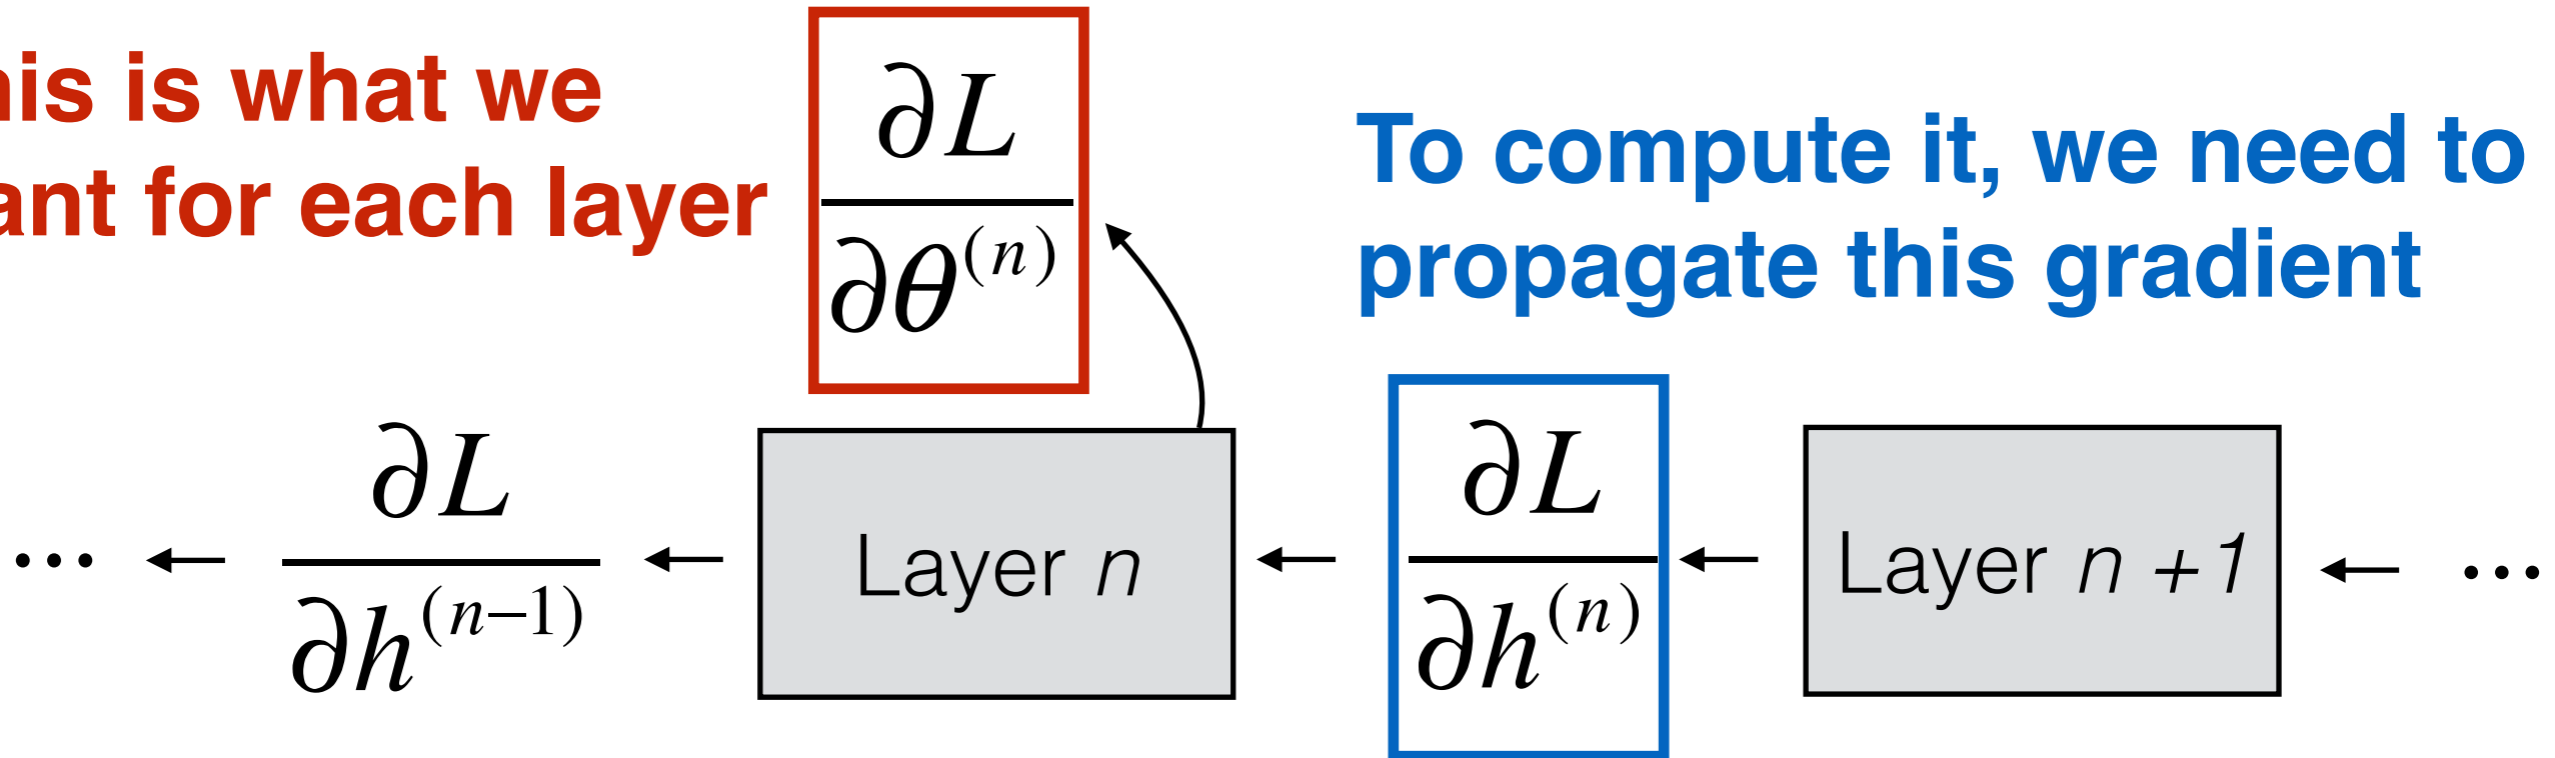 his is what we
ant for each layer
∂L
∂θ(n)
To compute it, we need to
propagate this gradient
... ← ∂L
∂h(n−1) ← Layer n ← ∂L
∂h(n) ← Layer n +1 ← ...